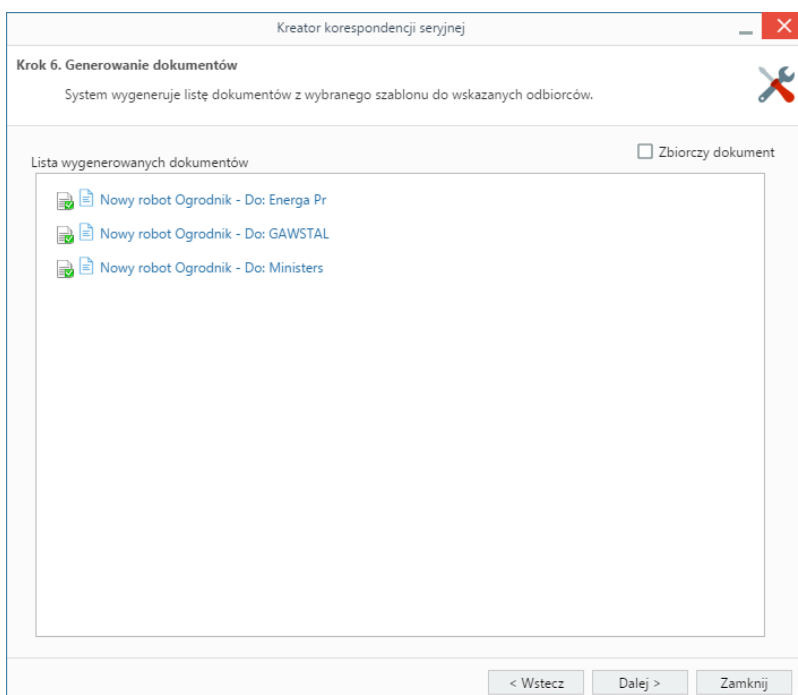 Kreator korespondencji seryjnej
Krok 6. Generowanie dokumentów
System wygeneruje listę dokumentów z wybranego szablonu do wskazanych odbiorców.
Zbiorczy dokument
Lista wygenerowanych dokumentów
Nowy robot Ogrodnik - Do: Energa Pr
Nowy robot Ogrodnik - Do: GAWSTAL
Nowy robot Ogrodnik - Do: Ministers
< Wstecz Dalej > Zamknij